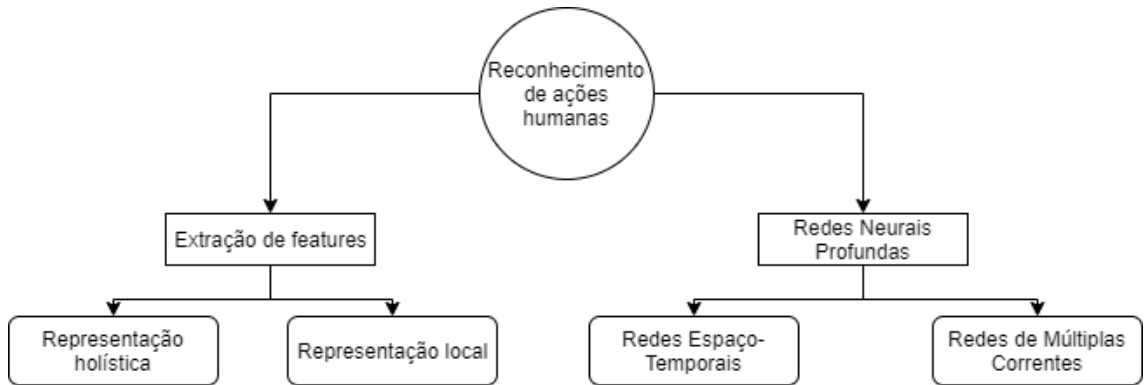 Reconhecimento
de ações
humanas
Extração de features
Redes Neurais
Profundas
Representação
holística
Representação local
Redes Espaço-
Temporais
Redes de Múltiplas
Correntes